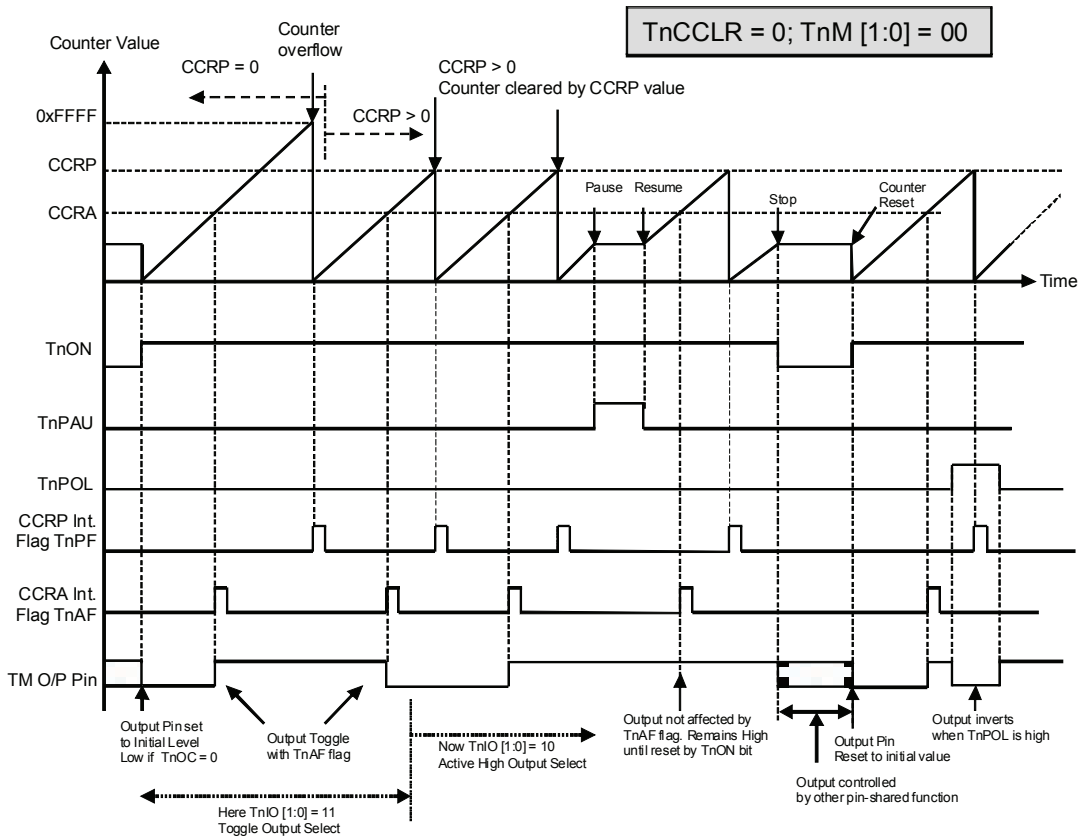 TnCCLR = 0; TnM [1:0] = 00
Counter Value
Counter
overflow
CCRP = 0
CCRP > 0
Counter cleared by CCRP value
CCRP > 0
0xFFFF
CCRP
CCRA
Pause
Resume
Stop
Counter
Reset
Time
TnON
TnPAU
TnPOL
CCRP Int.
Flag TnPF
CCRA Int.
Flag TnAF
TM O/P Pin
Output Pin set
to Initial Level
Low if TnOC = 0
Output Toggle
with TnAF flag
Now TnIO [1:0] = 10
Active High Output Select
Output not affected by
TnAF flag. Remains High
until reset by TnON bit
Output Pin
Reset to initial value
Output inverts
when TnPOL is high
Output controlled
by other pin-shared function
Here TnIO [1:0] = 11
Toggle Output Select